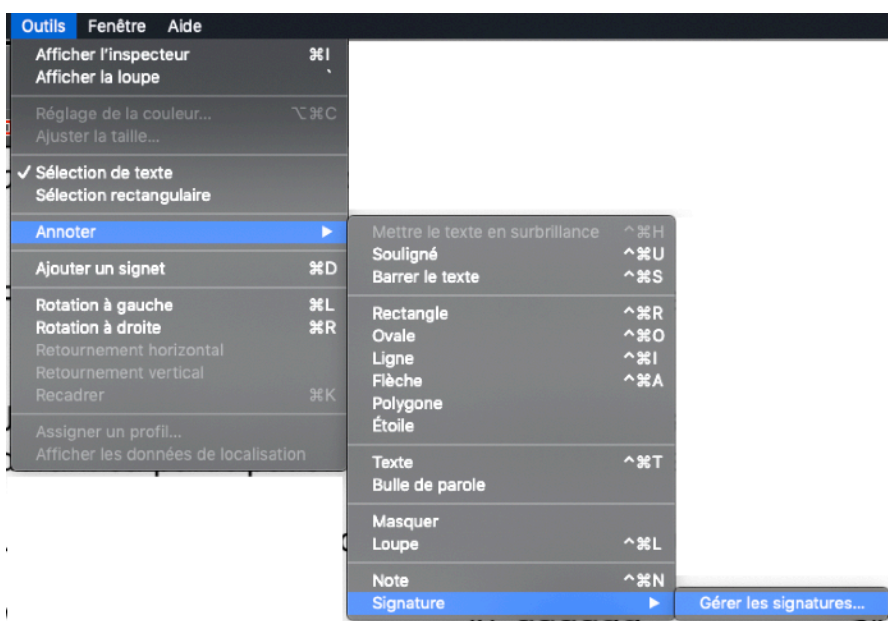 Outils Fenêtre Aide
Afficher l'inspecteur ⌘I
Afficher la loupe `
Réglage de la couleur... ⌥⌘C
Ajuster la taille...
✓ Sélection de texte
Sélection rectangulaire
Annoter ▶
Ajouter un signet ⌘D
Rotation à gauche ⌘L
Rotation à droite ⌘R
Retournement horizontal
Retournement vertical
Recadrer ⌘K
Assigner un profil...
Afficher les données de localisation
Mettre le texte en surbrillance ^⌘H
Souligné ^⌘U
Barrer le texte ^⌘S
Rectangle ^⌘R
Ovale ^⌘O
Ligne ^⌘I
Flèche ^⌘A
Polygone
Étoile
Texte ^⌘T
Bulle de parole
Masquer
Loupe ^⌘L
Note ^⌘N
Signature ▶
Gérer les signatures...